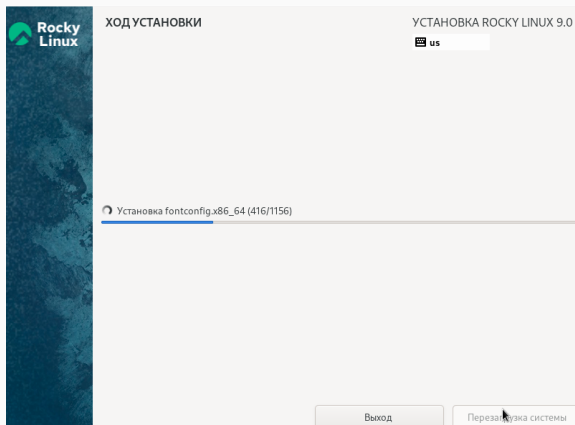 Rocky
Linux
ХОД УСТАНОВКИ
УСТАНОВКА ROCKY LINUX 9.0
us
Установка fontconfig.x86_64 (416/1156)
Выход
Перезагрузка системы